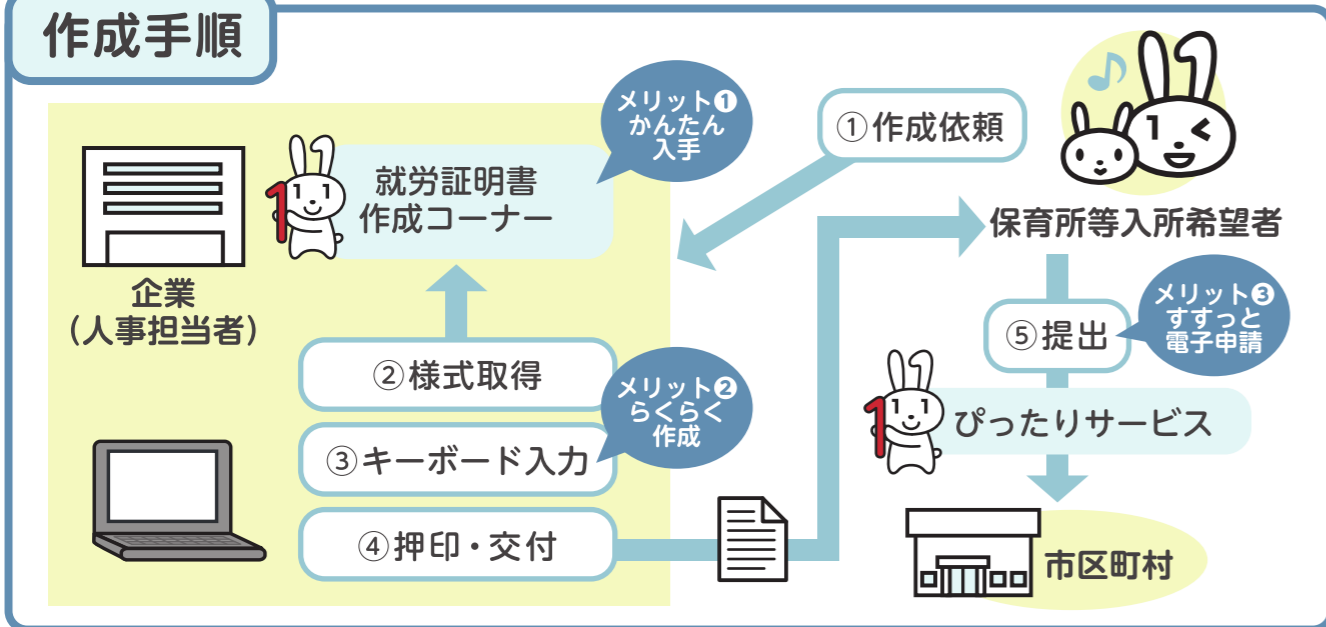 作成手順
メリット❶
かんたん
入手
①作成依頼
就労証明書
作成コーナー
保育所等入所希望者
企業
（人事担当者）
②様式取得
メリット❷
らくらく
作成
③キーボード入力
④押印・交付
メリット❸
すすっと
電子申請
⑤提出
ぴったりサービス
市区町村